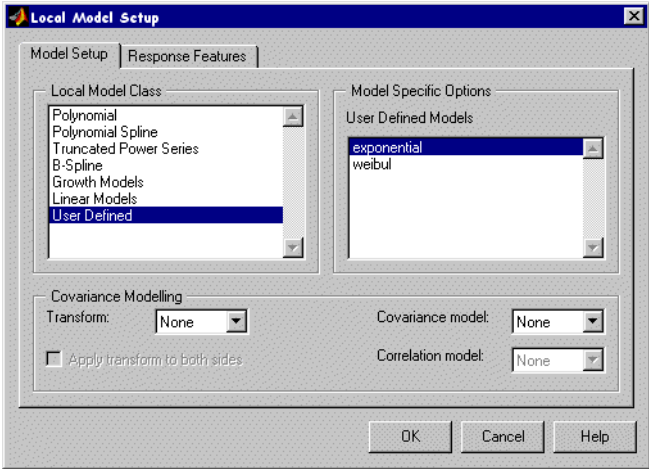 Local Model Setup
Model Setup
Response Features
Local Model Class
Polynomial
Polynomial Spline
Truncated Power Series
B-Spline
Growth Models
Linear Models
User Defined
Model Specific Options
User Defined Models
exponential
weibul
Covariance Modelling
Transform: None
Apply transform to both sides
Covariance model: None
Correlation model: None
OK Cancel Help